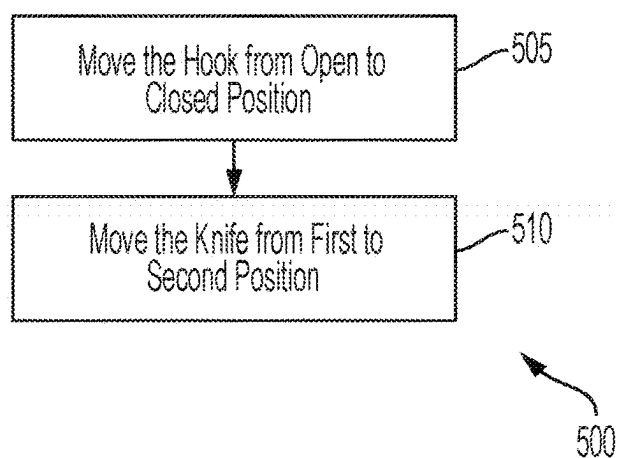 Move the Hook from Open to
Closed Position
505
Move the Knife from First to
Second Position
510
500